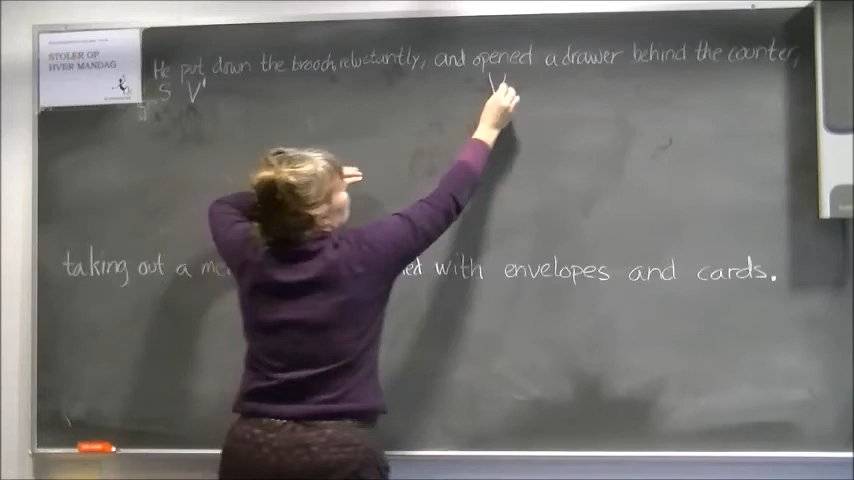 STOLER OP
HVER MANDAG
He put down the brooch, reluctantly, and opened a drawer behind the counter,
S V V
taking out a with envelopes and cards.